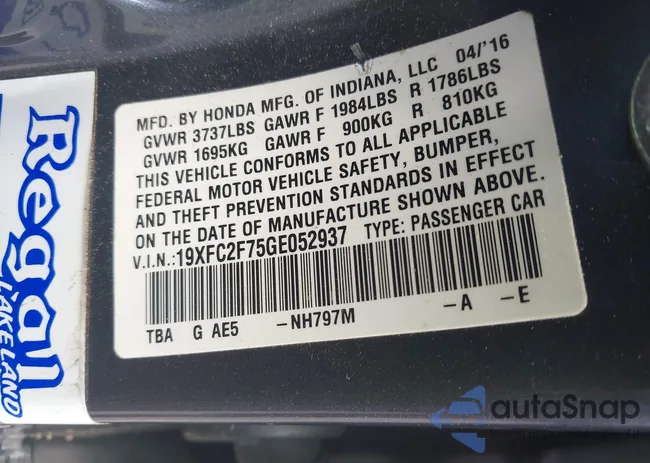 MFD. BY HONDA MFG. OF INDIANA, LLC 04/'16
GVWR 3737LBS GAWR F 1984LBS R 1786LBS
GVWR 1695KG GAWR F 900KG R 810KG
THIS VEHICLE CONFORMS TO ALL APPLICABLE
FEDERAL MOTOR VEHICLE SAFETY, BUMPER,
AND THEFT PREVENTION STANDARDS IN EFFECT
ON THE DATE OF MANUFACTURE SHOWN ABOVE.
V.I.N.:19XFC2F75GE052937 TYPE: PASSENGER CAR
TBA G AE5 -NH797M -A -E
Regal
LAKELAND
autaSnap